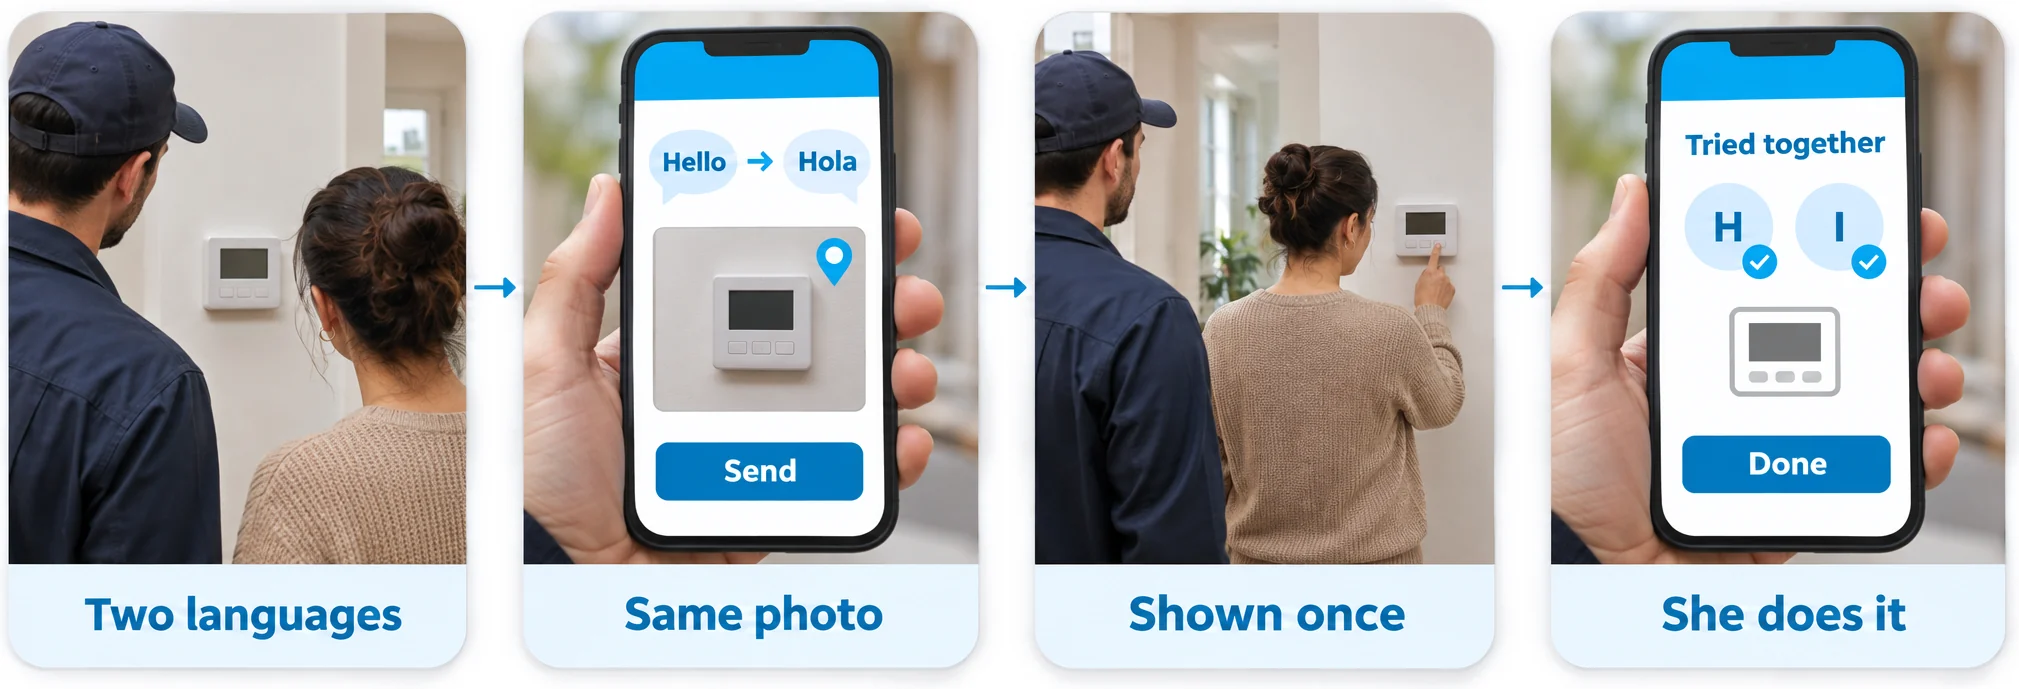 Hello → Hola
Send
Tried together
H I
Done
Two languages
Same photo
Shown once
She does it